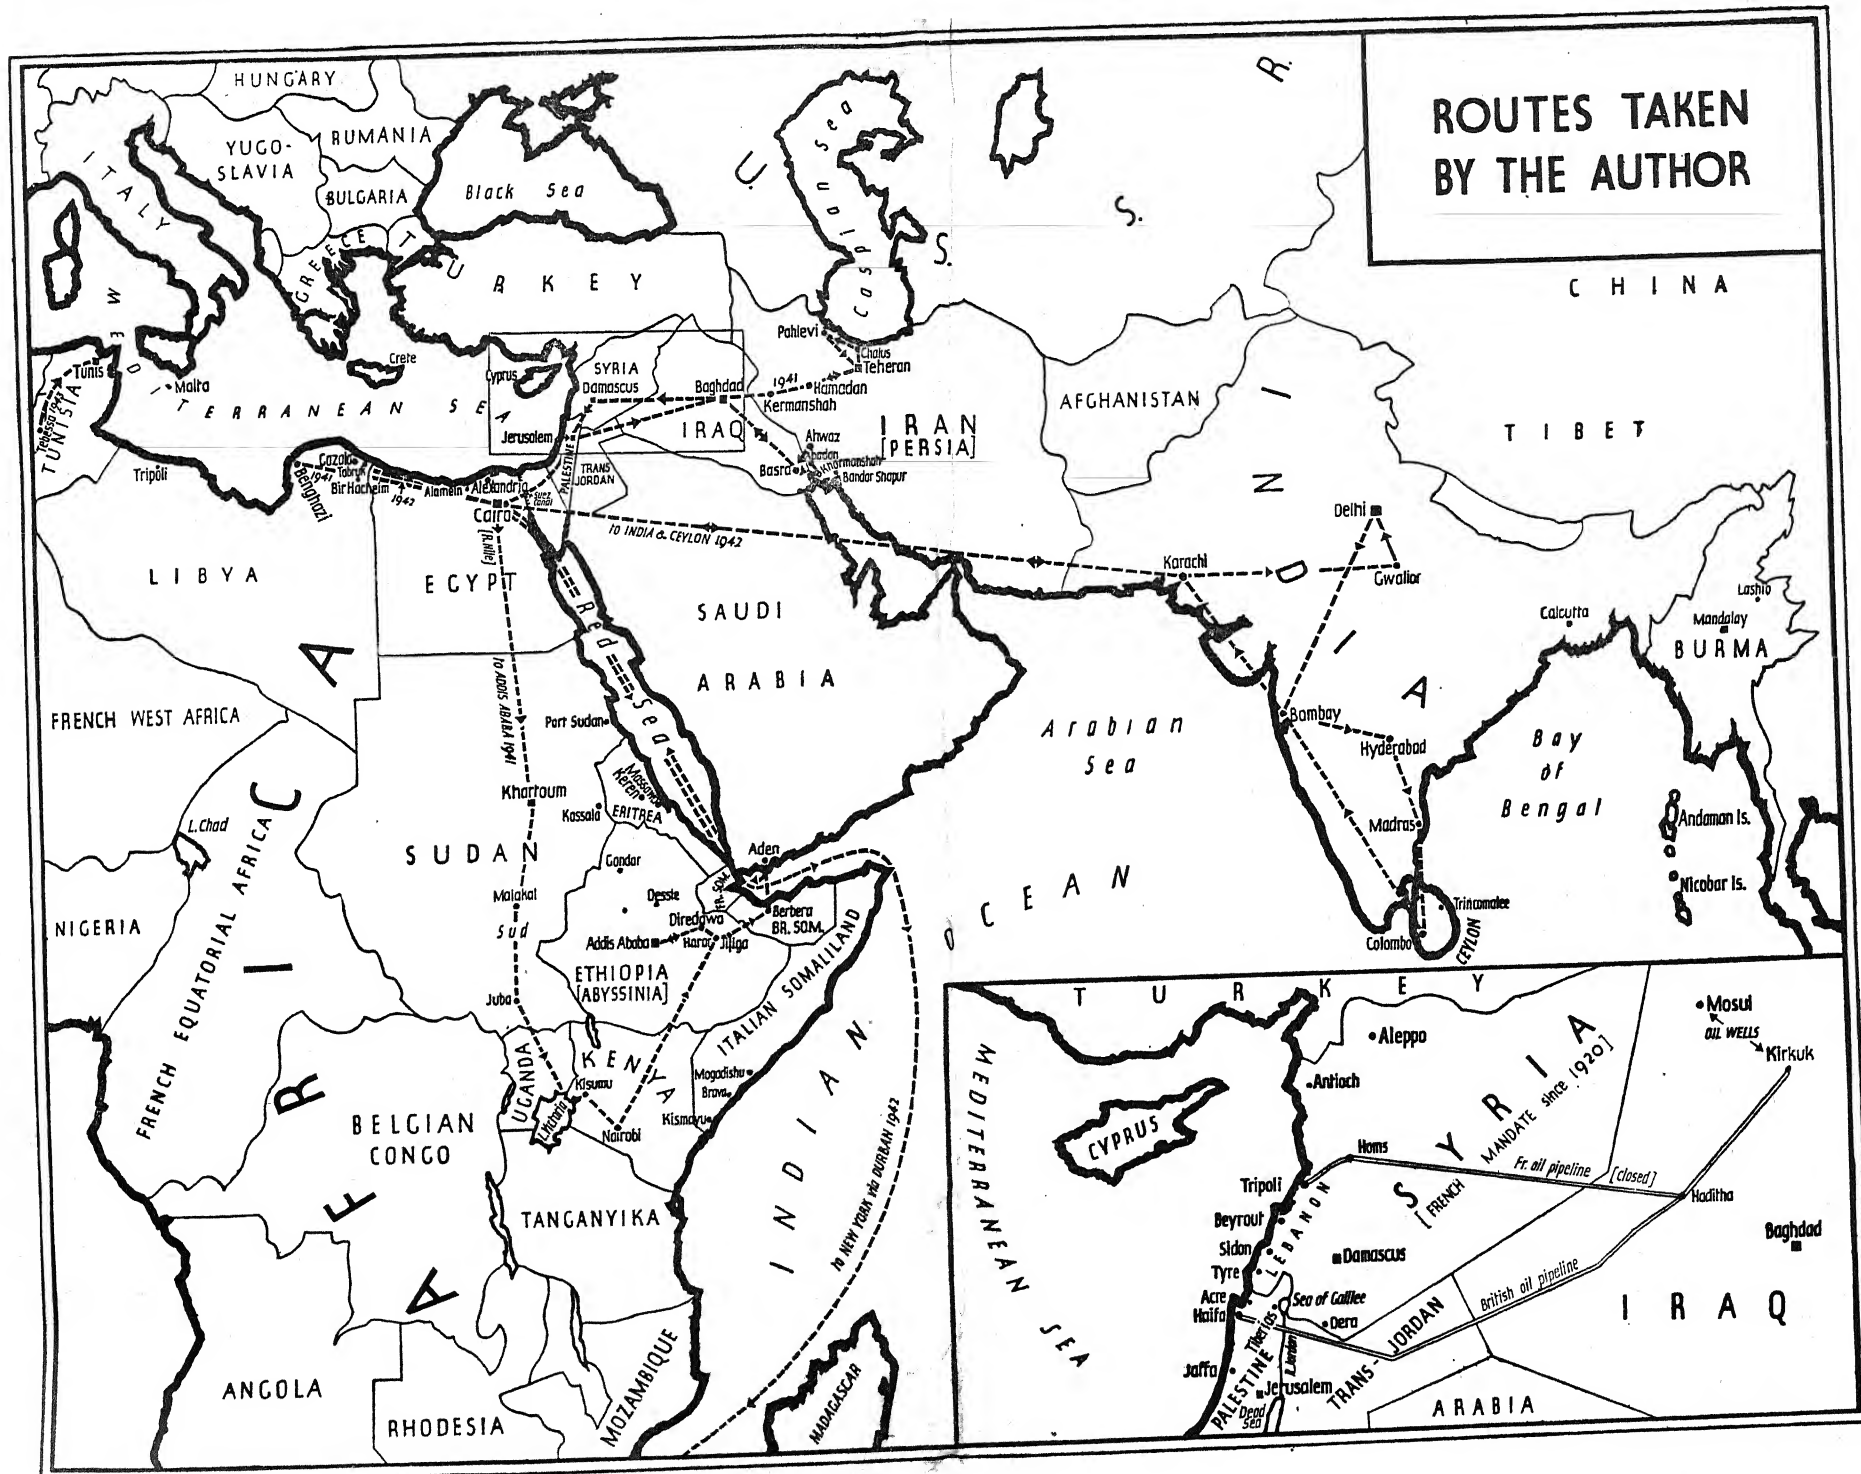 ROUTES TAKEN
BY THE AUTHOR
HUNGARY
RUMANIA
YUGO-
SLAVIA
BULGARIA
ITALY
GREECE
Black Sea
TURKEY
Caspian Sea
Caspian
U. S. S. R.
CHINA
TIBET
AFGHANISTAN
MEDITERRANEAN SEA
Crete
Cyprus
Malta
Tunis
TUNISIA
Tebessa 1943
Tripoli
SYRIA
Damascus
Baghdad
1941
Hamadan
Kermanshah
Pahlevi
Chalus
Teheran
IRAN
[PERSIA]
IRAQ
Jerusalem
PALESTINE
TRANS
JORDAN
Ahwaz
Abadan
Basra
Khormanshah
Bandar Shapur
Gazala
Tobruk
1941
Bir Hacheim
Benghazi
1942
Alamein
Alexandria
Suez
Canal
Cairo
[R. Nile]
to INDIA & CEYLON 1942
LIBYA
EGYPT
SAUDI
ARABIA
Red Sea
Karachi
Delhi
Gwalior
INDIA
Calcutta
Lashio
Mandalay
BURMA
FRENCH WEST AFRICA
to ADDIS ABABA 1941
Port Sudan
Arabian
Sea
Bombay
Hyderabad
Bay
of
Bengal
Khartoum
Massawa
Keren
Kassala
ERITREA
L. Chad
Madras
Andaman Is.
SUDAN
Gondar
Aden
FR. SOM.
Nicobar Is.
Malakal
Dessie
Sud
Diredawa
Berbera
BR. SOM.
Trincomalee
NIGERIA
Addis Ababa
Harar
Jijiga
Colombo
CEYLON
ETHIOPIA
[ABYSSINIA]
ITALIAN SOMALILAND
FRENCH EQUATORIAL AFRICA
AFRICA
Juba
UGANDA
KENYA
Kisumu
L. Victoria
Nairobi
Mogadishu
Brava
Kismayu
INDIAN OCEAN
BELGIAN
CONGO
TANGANYIKA
to NEW YORK via DURBAN 1942
ANGOLA
RHODESIA
MOZAMBIQUE
MADAGASCAR
TURKEY
Mosul
OIL WELLS
Kirkuk
Aleppo
Antioch
MEDITERRANEAN SEA
CYPRUS
SYRIA
[FRENCH MANDATE since 1920]
Homs
Fr. oil pipeline [closed]
Haditha
Tripoli
Beyrout
LEBANON
Sidon
Damascus
Baghdad
Tyre
Acre
Haifa
Sea of Galilee
Tiberias
Dera
British oil pipeline
IRAQ
Jaffa
R. Jordan
TRANS-JORDAN
PALESTINE
Jerusalem
Dead
Sea
ARABIA